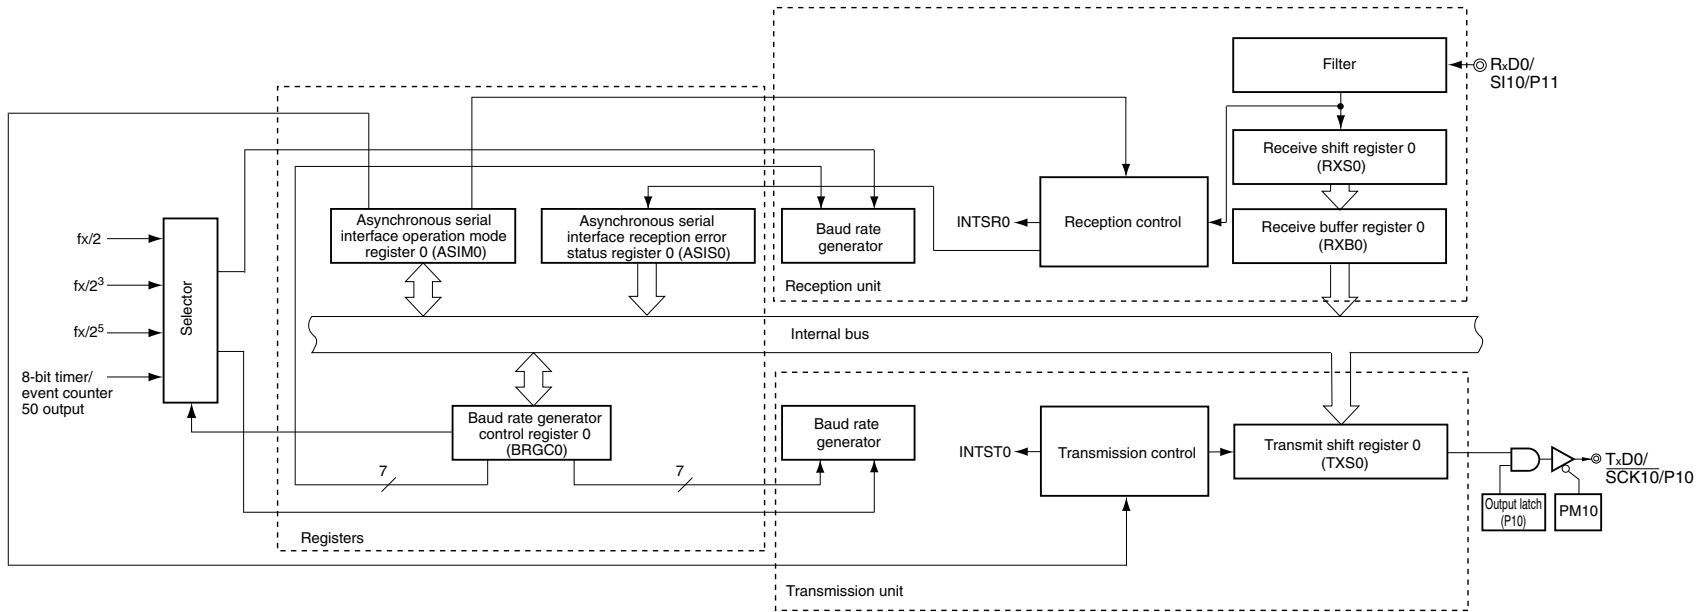 Filter
RxD0/
SI10/P11
Receive shift register 0
(RXS0)
Asynchronous serial
interface operation mode
register 0 (ASIM0)
Asynchronous serial
interface reception error
status register 0 (ASIS0)
Baud rate
generator
INTSR0
Reception control
Receive buffer register 0
(RXB0)
Reception unit
fx/2
fx/2³
fx/2⁵
8-bit timer/
event counter
50 output
Selector
Internal bus
Baud rate generator
control register 0
(BRGC0)
7
7
Baud rate
generator
INTST0
Transmission control
Transmit shift register 0
(TXS0)
TxD0/
SCK10/P10
Output latch
(P10)
PM10
Registers
Transmission unit